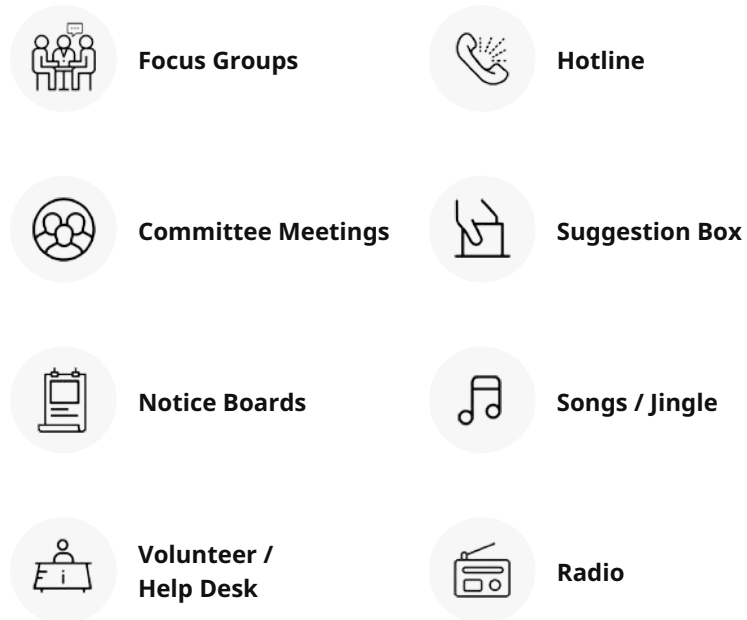 Focus Groups
Hotline
Committee Meetings
Suggestion Box
Notice Boards
Songs / Jingle
Volunteer /
Help Desk
Radio